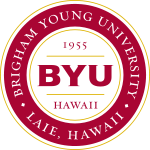 BRIGHAM YOUNG UNIVERSITY
1955
BYU
HAWAII
• LAIE, HAWAII •